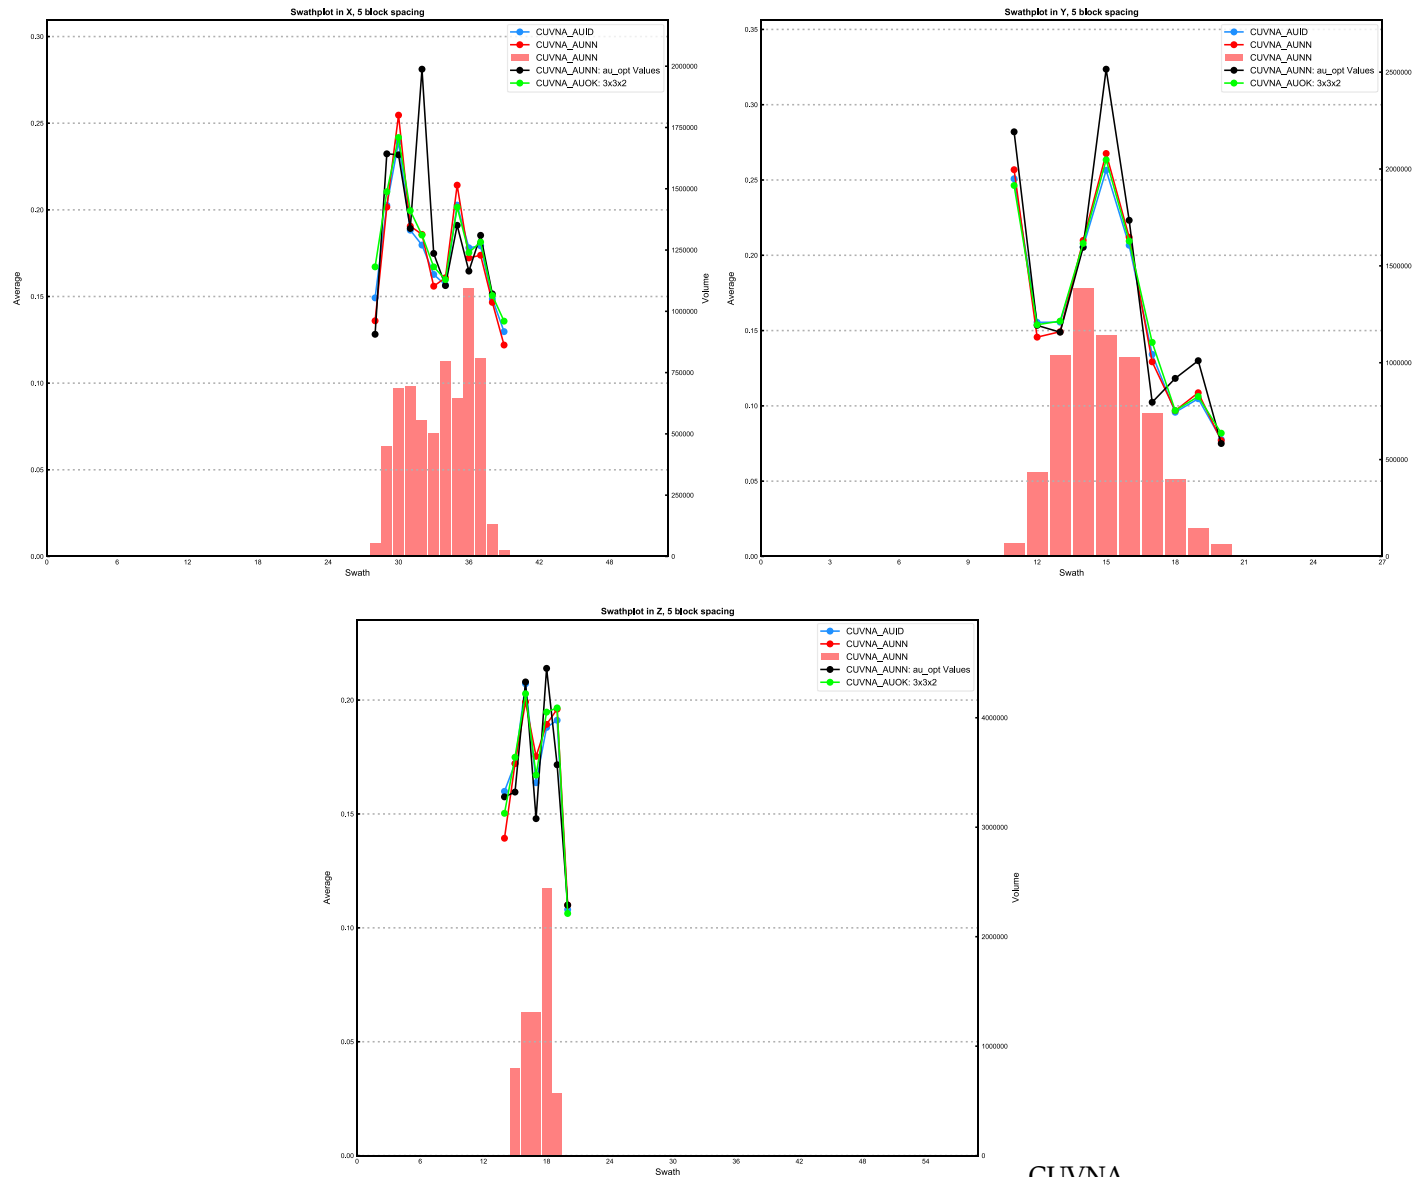 Swathplot in X, 5 block spacing
CUVNA_AUID
CUVNA_AUNN
CUVNA_AUNN
CUVNA_AUNN: au_opt Values
CUVNA_AUOK: 3x3x2
0.30
0.25
0.20
0.15
0.10
0.05
0.00
Average
2000000
1750000
1500000
1250000
1000000
750000
500000
250000
0
Volume
0 6 12 18 24 30 36 42 48
Swath
Swathplot in Y, 5 block spacing
CUVNA_AUID
CUVNA_AUNN
CUVNA_AUNN
CUVNA_AUNN: au_opt Values
CUVNA_AUOK: 3x3x2
0.35
0.30
0.25
0.20
0.15
0.10
0.05
0.00
Average
2500000
2000000
1500000
1000000
500000
0
0 3 6 9 12 15 18 21 24 27
Swath
Swathplot in Z, 5 block spacing
CUVNA_AUID
CUVNA_AUNN
CUVNA_AUNN
CUVNA_AUNN: au_opt Values
CUVNA_AUOK: 3x3x2
0.20
0.15
0.10
0.05
0.00
Average
4000000
3000000
2000000
1000000
0
Volume
0 6 12 18 24 30 36 42 48 54
Swath
CUVNA